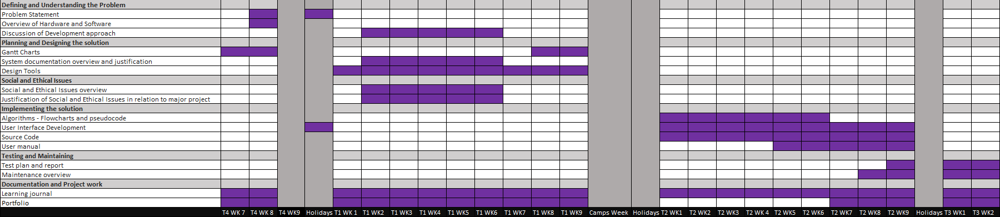 Defining and Understanding the Problem
Problem Statement
Overview of Hardware and Software
Discussion of Development approach
Planning and Designing the solution
Gantt Charts
System documentation overview and justification
Design Tools
Social and Ethical Issues
Social and Ethical Issues overview
Justification of Social and Ethical Issues in relation to major project
Implementing the solution
Algorithms - Flowcharts and pseudocode
User Interface Development
Source Code
User manual
Testing and Maintaining
Test plan and report
Maintenance overview
Documentation and Project work
Learning journal
Portfolio
T4 WK 7 T4 WK 8 T4 WK9 Holidays T1 WK 1 T1 WK2 T1 WK3 T1 WK4 T1 WK5 T1 WK6 T1 WK7 T1 WK8 T1 WK9 Camps Week Holidays T2 WK1 T2 WK2 T2 WK3 T2 WK 4 T2 WK5 T2 WK6 T2 WK7 T2 WK8 T2 WK9 Holidays T3 WK1 T3 WK2